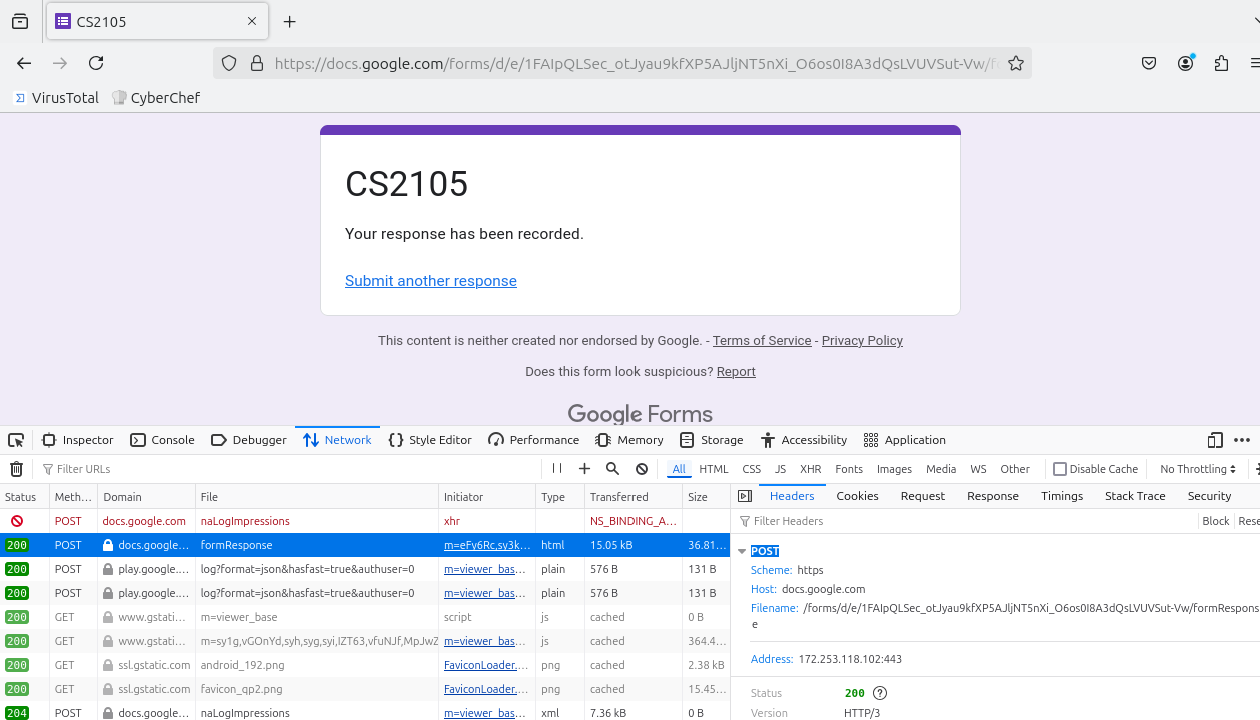 CS2105
https://docs.google.com/forms/d/e/1FAIpQLSec_otJyau9kfXP5AJljNT5nXi_O6os0I8A3dQsLVUVSut-Vw/f
VirusTotal CyberChef
CS2105
Your response has been recorded.
Submit another response
This content is neither created nor endorsed by Google. - Terms of Service - Privacy Policy
Does this form look suspicious? Report
Google Forms
Inspector Console Debugger Network Style Editor Performance Memory Storage Accessibility Application
Filter URLs All HTML CSS JS XHR Fonts Images Media WS Other Disable Cache No Throttling
Status Meth… Domain File Initiator Type Transferred Size Headers Cookies Request Response Timings Stack Trace Security
POST docs.google.com naLogImpressions xhr NS_BINDING_A… Filter Headers Block Rese
200 POST docs.google… formResponse m=eFy6Rc,sy3k… html 15.05 kB 36.81…
POST
200 POST play.google.… log?format=json&hasfast=true&authuser=0 m=viewer_bas… plain 576 B 131 B
Scheme: https
200 POST play.google.… log?format=json&hasfast=true&authuser=0 m=viewer_bas… plain 576 B 131 B
Host: docs.google.com
200 GET www.gstati… m=viewer_base script js cached 0 B
Filename: /forms/d/e/1FAIpQLSec_otJyau9kfXP5AJljNT5nXi_O6os0I8A3dQsLVUVSut-Vw/formRespons
e
200 GET www.gstati… m=sy1g,vGOnYd,syh,syg,syi,IZT63,vfuNJf,MpJwZ m=viewer_bas… js cached 364.4…
200 GET ssl.gstatic.com android_192.png FaviconLoader.… png cached 2.38 kB
Address: 172.253.118.102:443
200 GET ssl.gstatic.com favicon_qp2.png FaviconLoader.… png cached 15.45…
Status 200
204 POST docs.google… naLogImpressions m=viewer_bas… xml 7.36 kB 0 B
Version HTTP/3